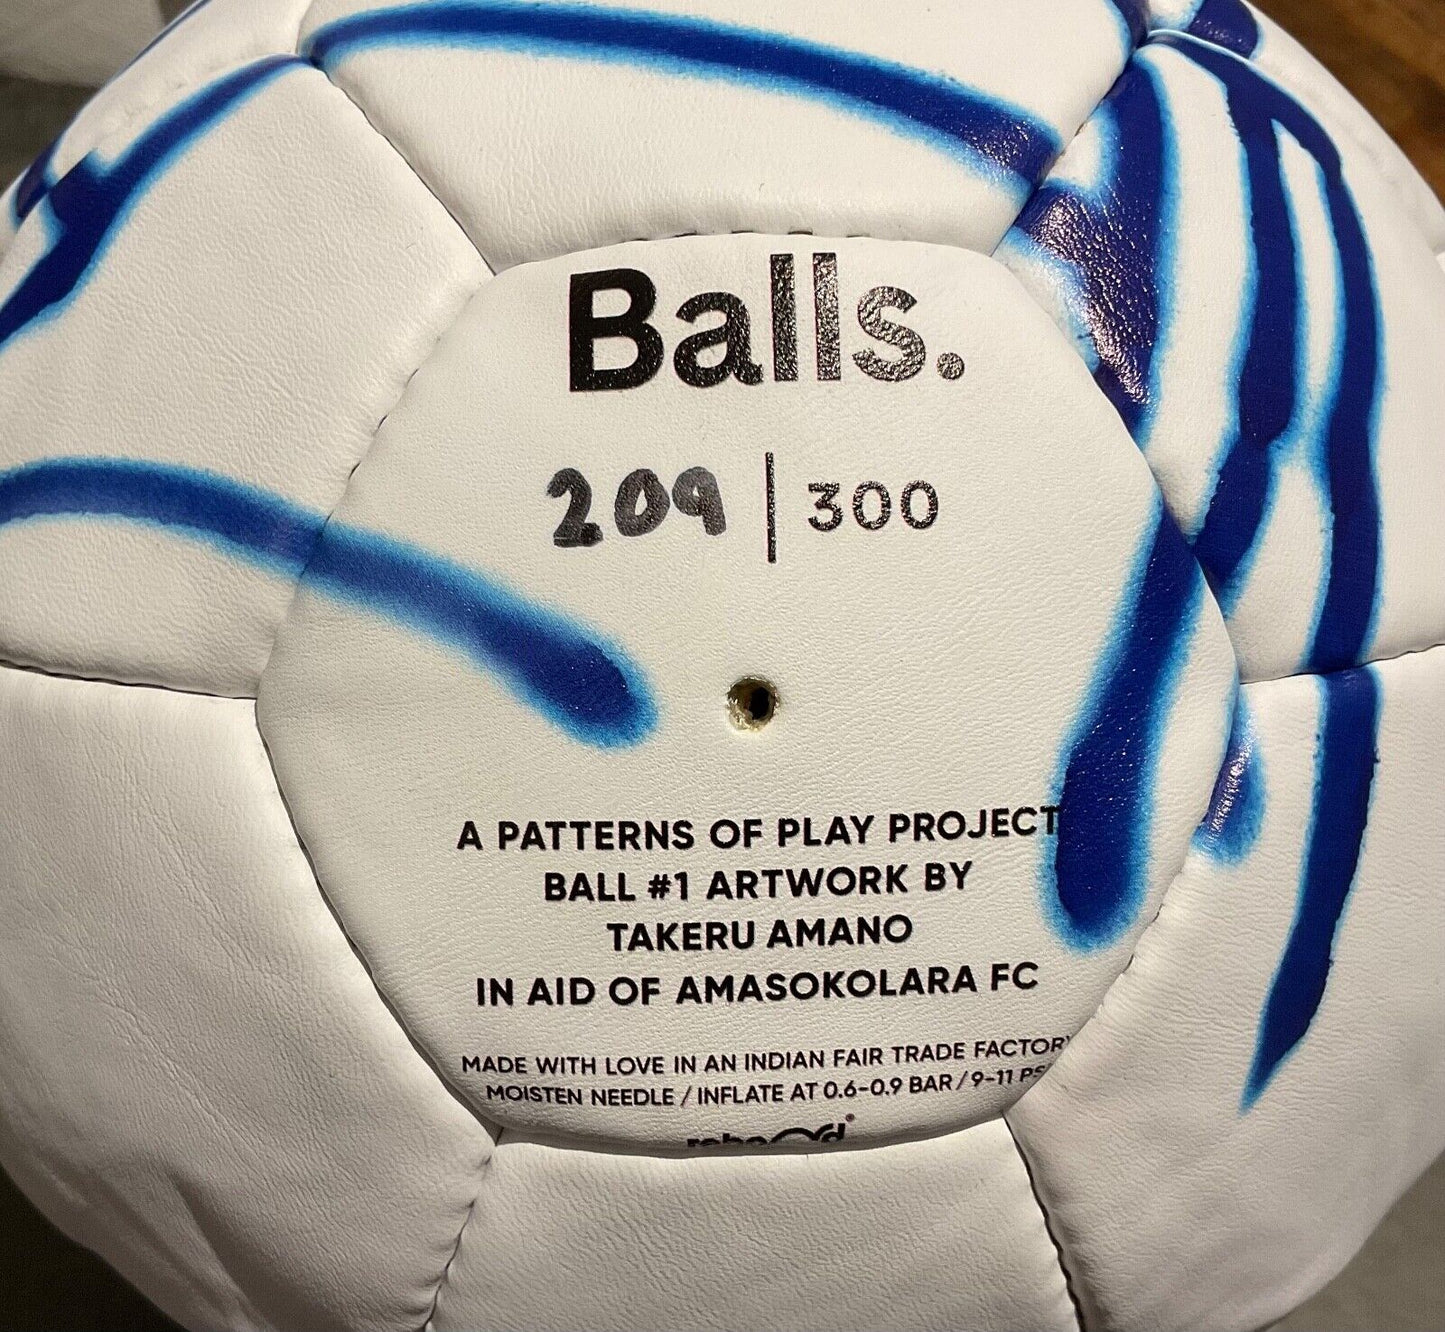 Balls.
209 | 300
A PATTERNS OF PLAY PROJECT
BALL #1 ARTWORK BY
TAKERU AMANO
IN AID OF AMASOKOLARA FC
MADE WITH LOVE IN AN INDIAN FAIR TRADE FACTORY
MOISTEN NEEDLE / INFLATE AT 0.6-0.9 BAR / 9-11 PSI